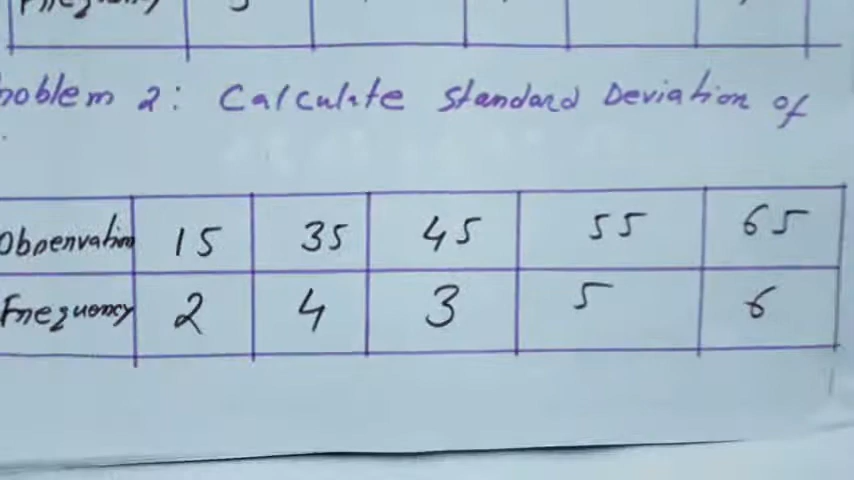 Problem 2: Calculate Standard Deviation of
Observation 15 35 45 55 65
Frequency 2 4 3 5 6